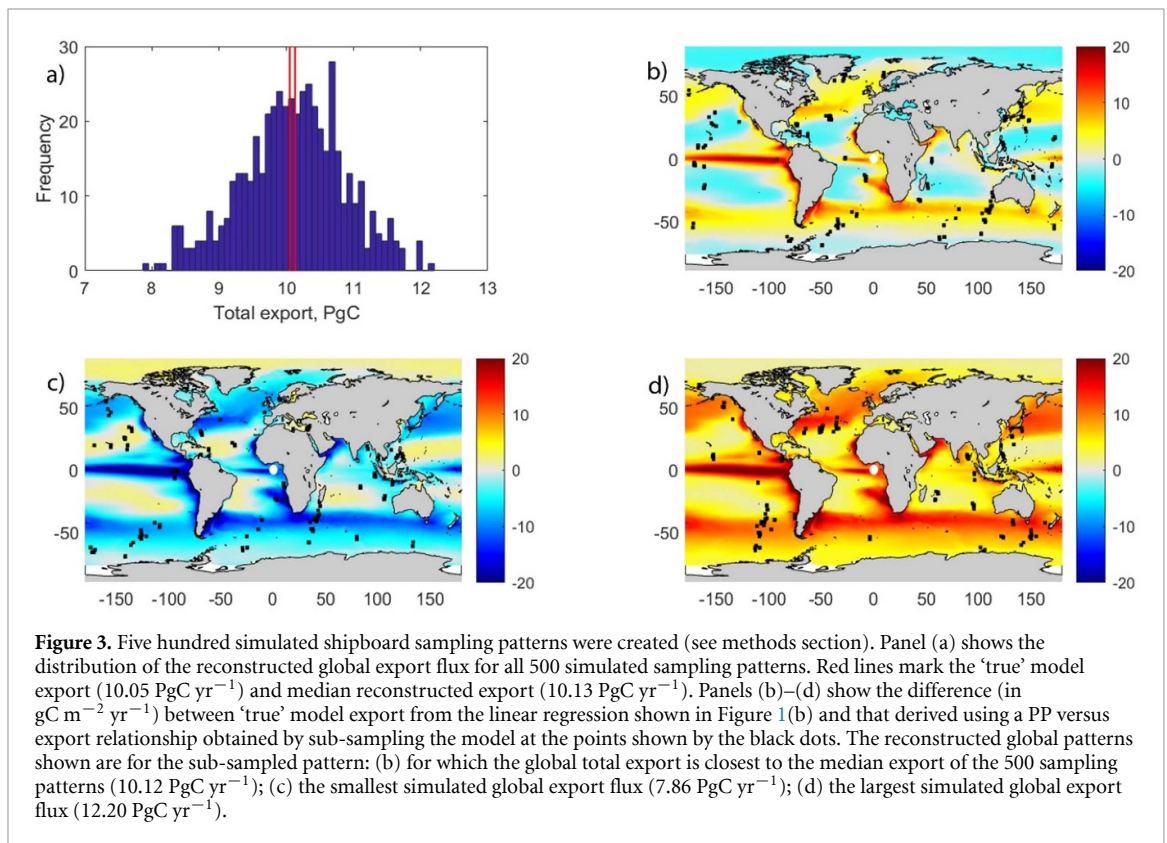 a)
30
20
10
0
Frequency
7 8 9 10 11 12 13
Total export, PgC
b)
50
0
-50
-150 -100 -50 0 50 100 150
20
10
0
-10
-20
c)
50
0
-50
-150 -100 -50 0 50 100 150
20
10
0
-10
-20
d)
50
0
-50
-150 -100 -50 0 50 100 150
20
10
0
-10
-20
Figure 3. Five hundred simulated shipboard sampling patterns were created (see methods section). Panel (a) shows the
distribution of the reconstructed global export flux for all 500 simulated sampling patterns. Red lines mark the ‘true’ model
export (10.05 PgC yr⁻¹) and median reconstructed export (10.13 PgC yr⁻¹). Panels (b)–(d) show the difference (in
gC m⁻² yr⁻¹) between ‘true’ model export from the linear regression shown in Figure 1(b) and that derived using a PP versus
export relationship obtained by sub-sampling the model at the points shown by the black dots. The reconstructed global patterns
shown are for the sub-sampled pattern: (b) for which the global total export is closest to the median export of the 500 sampling
patterns (10.12 PgC yr⁻¹); (c) the smallest simulated global export flux (7.86 PgC yr⁻¹); (d) the largest simulated global export
flux (12.20 PgC yr⁻¹).